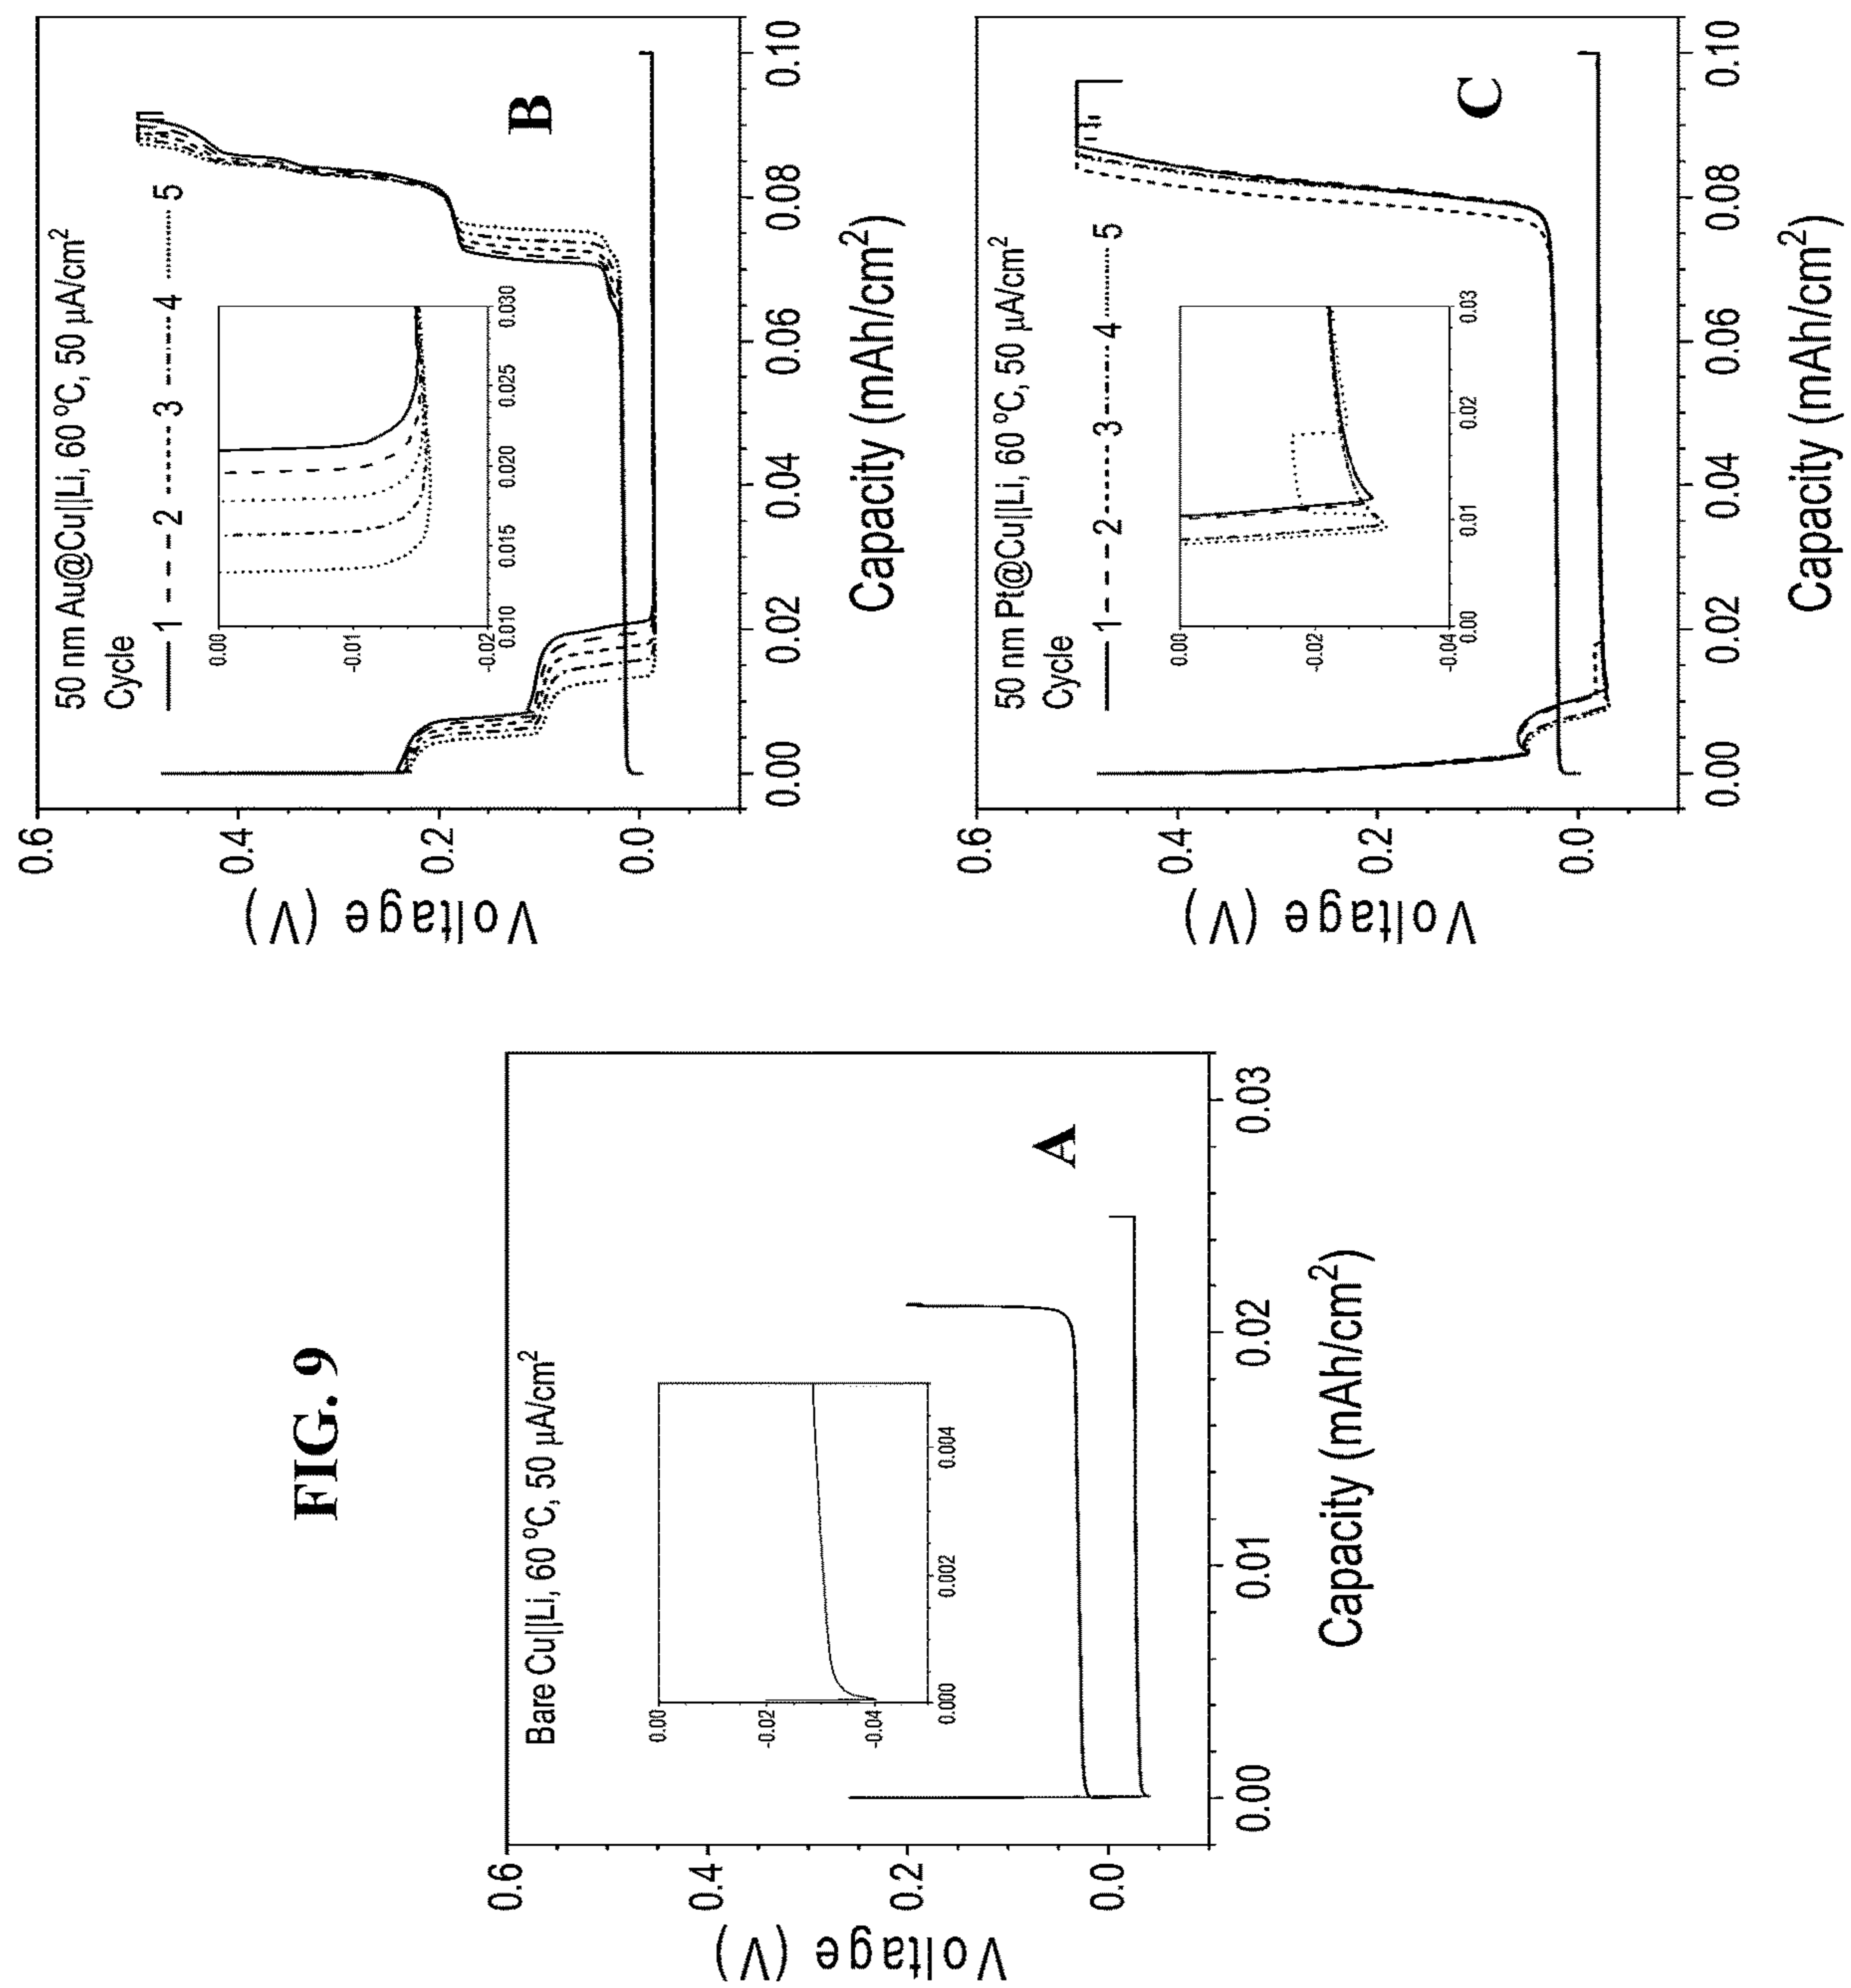 FIG. 9
Bare Cu||Li, 60 ºC, 50 µA/cm2
A
Voltage (V)
0.6
0.4
0.2
0.0
0.00
0.01
0.02
0.03
Capacity (mAh/cm2)
0.00
-0.02
-0.04
0.000
0.002
0.004
50 nm Au@Cu||Li, 60 ºC, 50 µA/cm2
Cycle
1 2 3 4 5
B
Voltage (V)
0.6
0.4
0.2
0.0
0.00
0.02
0.04
0.06
0.08
0.10
Capacity (mAh/cm2)
0.00
-0.01
-0.02
0.010
0.015
0.020
0.025
0.030
50 nm Pt@Cu||Li, 60 ºC, 50 µA/cm2
Cycle
1 2 3 4 5
C
Voltage (V)
0.6
0.4
0.2
0.0
0.00
0.02
0.04
0.06
0.08
0.10
Capacity (mAh/cm2)
0.00
-0.02
-0.04
0.00
0.01
0.02
0.03